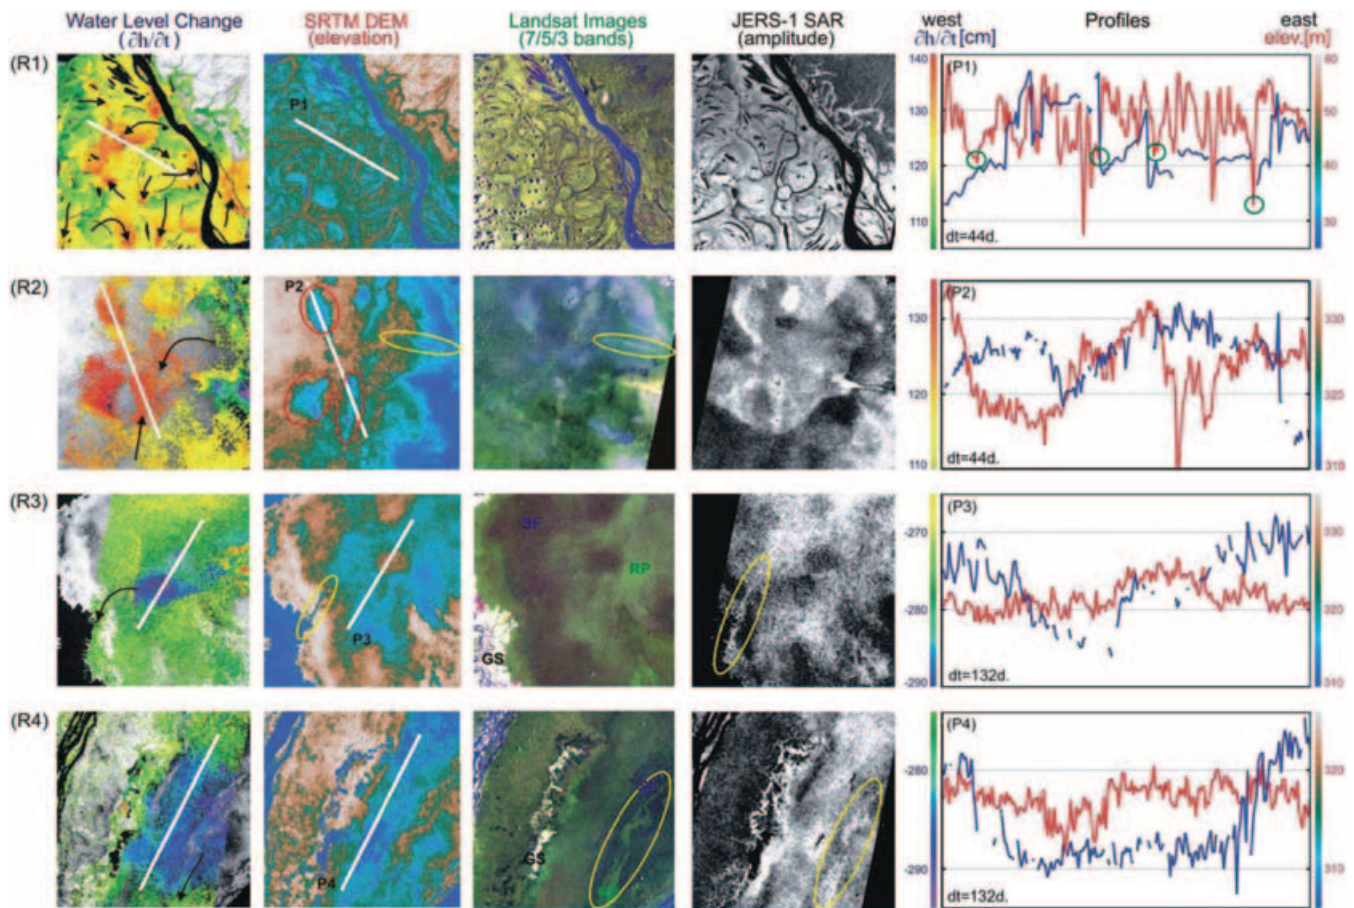 Water Level Change SRTM DEM Landsat Images JERS-1 SAR west Profiles east
(∂h/∂t) (elevation) (7/5/3 bands) (amplitude) ∂h/∂t [cm] elev.[m]
(R1) P1 140 (P1) 60
130 50
120 40
110 dt=44d. 30
(R2) P2 (P2)
130 330
120 320
110 dt=44d. 310
(R3) BF RP (P3) 330
-270
P3 GS -280 320
-290 dt=132d. 310
(R4) (P4)
-280 320
P4 GS
-290 dt=132d. 310